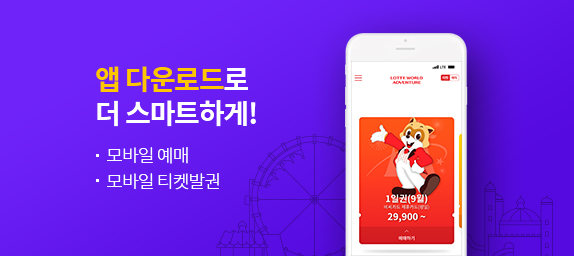 앱 다운로드로
더 스마트하게!
· 모바일 예매
· 모바일 티켓발권
LTE
LOTTE WORLD
ADVENTURE
1일권(9월)
29,900 ~
예매하기